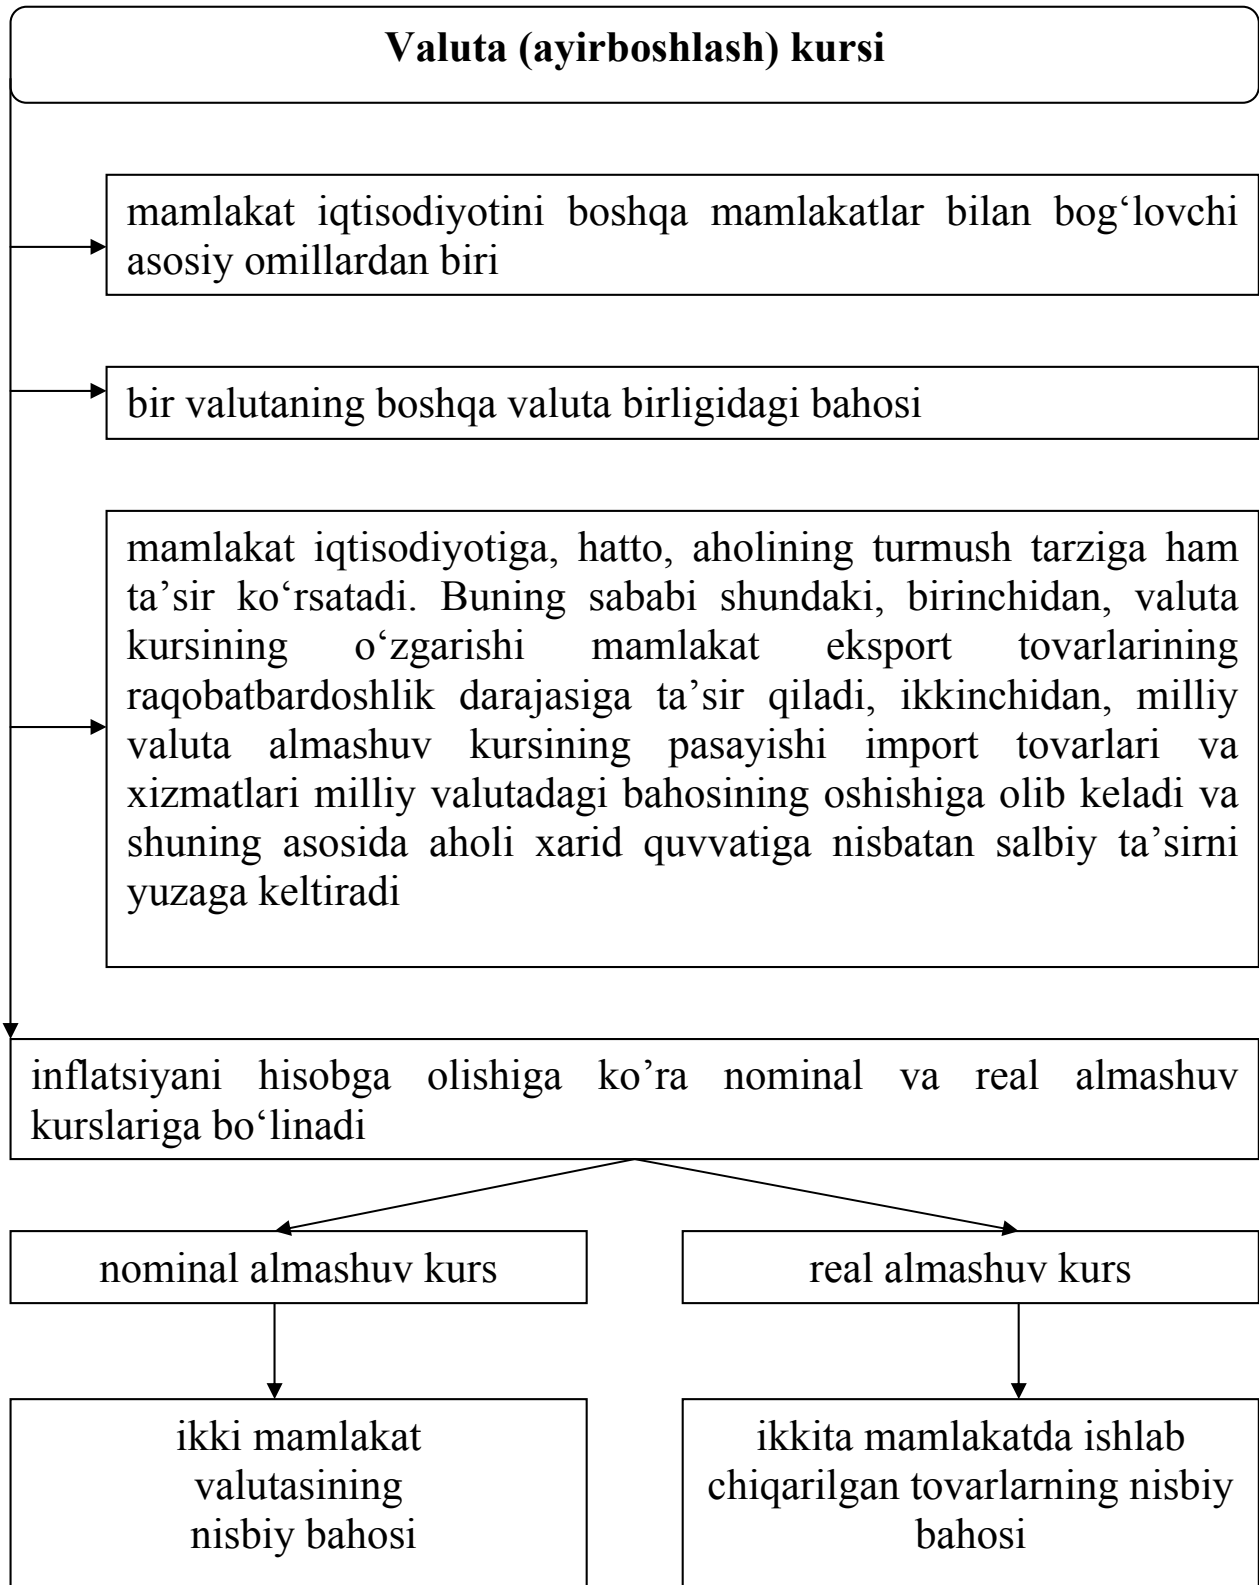 Valuta (ayirboshlash) kursi
mamlakat iqtisodiyotini boshqa mamlakatlar bilan bog‘lovchi
asosiy omillardan biri
bir valutaning boshqa valuta birligidagi bahosi
mamlakat iqtisodiyotiga, hatto, aholining turmush tarziga ham
ta’sir ko‘rsatadi. Buning sababi shundaki, birinchidan, valuta
kursining o‘zgarishi mamlakat eksport tovarlarining
raqobatbardoshlik darajasiga ta’sir qiladi, ikkinchidan, milliy
valuta almashuv kursining pasayishi import tovarlari va
xizmatlari milliy valutadagi bahosining oshishiga olib keladi va
shuning asosida aholi xarid quvvatiga nisbatan salbiy ta’sirni
yuzaga keltiradi
inflatsiyani hisobga olishiga ko’ra nominal va real almashuv
kurslariga bo‘linadi
nominal almashuv kurs
real almashuv kurs
ikki mamlakat
valutasining
nisbiy bahosi
ikkita mamlakatda ishlab
chiqarilgan tovarlarning nisbiy
bahosi